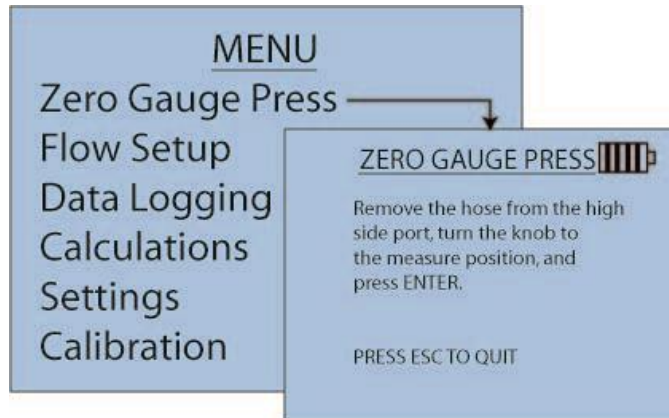 MENU
Zero Gauge Press
Flow Setup
Data Logging
Calculations
Settings
Calibration
ZERO GAUGE PRESS
Remove the hose from the high
side port, turn the knob to
the measure position, and
press ENTER.
PRESS ESC TO QUIT